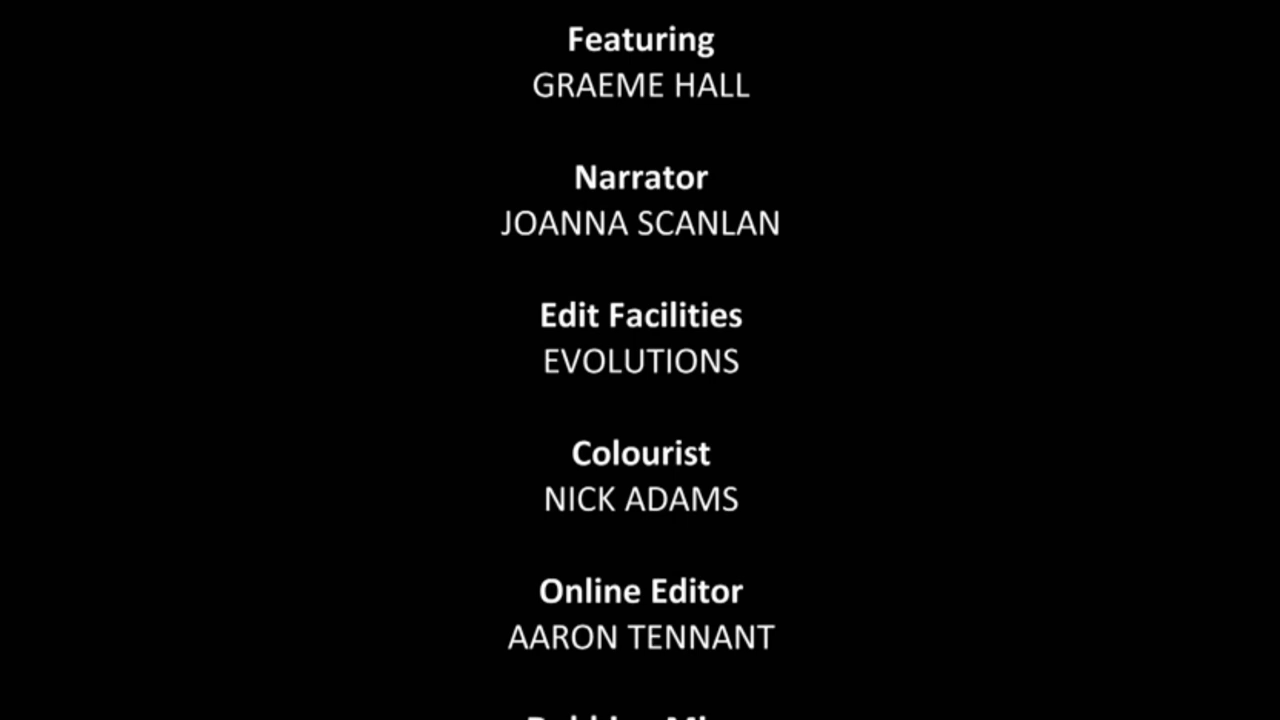 Featuring
GRAEME HALL
Narrator
JOANNA SCANLAN
Edit Facilities
EVOLUTIONS
Colourist
NICK ADAMS
Online Editor
AARON TENNANT